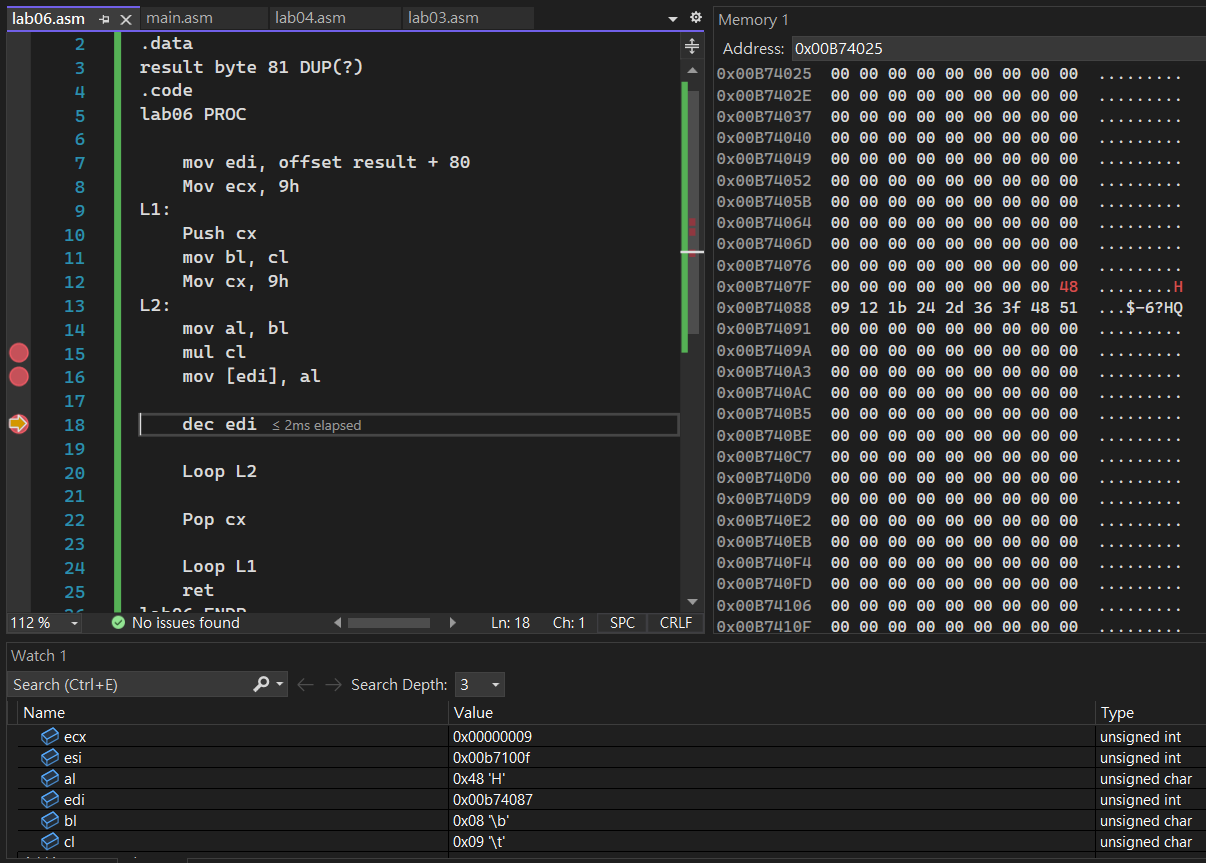 lab06.asm main.asm lab04.asm lab03.asm
2 .data
3 result byte 81 DUP(?)
4 .code
5 lab06 PROC
6
7 mov edi, offset result + 80
8 Mov ecx, 9h
9 L1:
10 Push cx
11 mov bl, cl
12 Mov cx, 9h
13 L2:
14 mov al, bl
15 mul cl
16 mov [edi], al
17
18 dec edi ≤ 2ms elapsed
19
20 Loop L2
21
22 Pop cx
23
24 Loop L1
25 ret
112 % No issues found Ln: 18 Ch: 1 SPC CRLF
Memory 1
Address: 0x00B74025
0x00B74025 00 00 00 00 00 00 00 00 00 .........
0x00B7402E 00 00 00 00 00 00 00 00 00 .........
0x00B74037 00 00 00 00 00 00 00 00 00 .........
0x00B74040 00 00 00 00 00 00 00 00 00 .........
0x00B74049 00 00 00 00 00 00 00 00 00 .........
0x00B74052 00 00 00 00 00 00 00 00 00 .........
0x00B7405B 00 00 00 00 00 00 00 00 00 .........
0x00B74064 00 00 00 00 00 00 00 00 00 .........
0x00B7406D 00 00 00 00 00 00 00 00 00 .........
0x00B74076 00 00 00 00 00 00 00 00 00 .........
0x00B7407F 00 00 00 00 00 00 00 00 48 ........H
0x00B74088 09 12 1b 24 2d 36 3f 48 51 ...$-6?HQ
0x00B74091 00 00 00 00 00 00 00 00 00 .........
0x00B7409A 00 00 00 00 00 00 00 00 00 .........
0x00B740A3 00 00 00 00 00 00 00 00 00 .........
0x00B740AC 00 00 00 00 00 00 00 00 00 .........
0x00B740B5 00 00 00 00 00 00 00 00 00 .........
0x00B740BE 00 00 00 00 00 00 00 00 00 .........
0x00B740C7 00 00 00 00 00 00 00 00 00 .........
0x00B740D0 00 00 00 00 00 00 00 00 00 .........
0x00B740D9 00 00 00 00 00 00 00 00 00 .........
0x00B740E2 00 00 00 00 00 00 00 00 00 .........
0x00B740EB 00 00 00 00 00 00 00 00 00 .........
0x00B740F4 00 00 00 00 00 00 00 00 00 .........
0x00B740FD 00 00 00 00 00 00 00 00 00 .........
0x00B74106 00 00 00 00 00 00 00 00 00 .........
0x00B7410F 00 00 00 00 00 00 00 00 00 .........
Watch 1
Search (Ctrl+E) Search Depth: 3
Name Value Type
ecx 0x00000009 unsigned int
esi 0x00b7100f unsigned int
al 0x48 'H' unsigned char
edi 0x00b74087 unsigned int
bl 0x08 '\b' unsigned char
cl 0x09 '\t' unsigned char